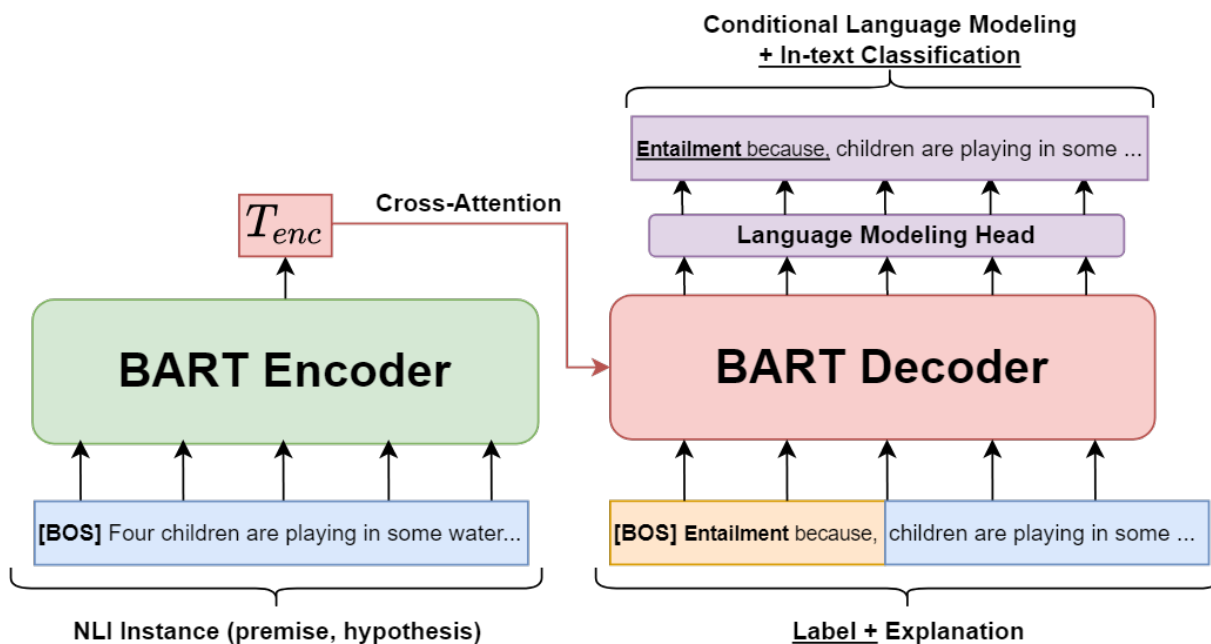 Conditional Language Modeling
+ In-text Classification
Entailment because, children are playing in some ...
T_enc
Cross-Attention
Language Modeling Head
BART Encoder
BART Decoder
[BOS] Four children are playing in some water...
[BOS] Entailment because, children are playing in some ...
NLI Instance (premise, hypothesis)
Label + Explanation